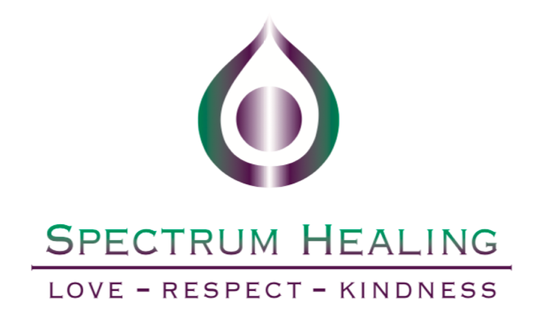 SPECTRUM HEALING
LOVE – RESPECT – KINDNESS